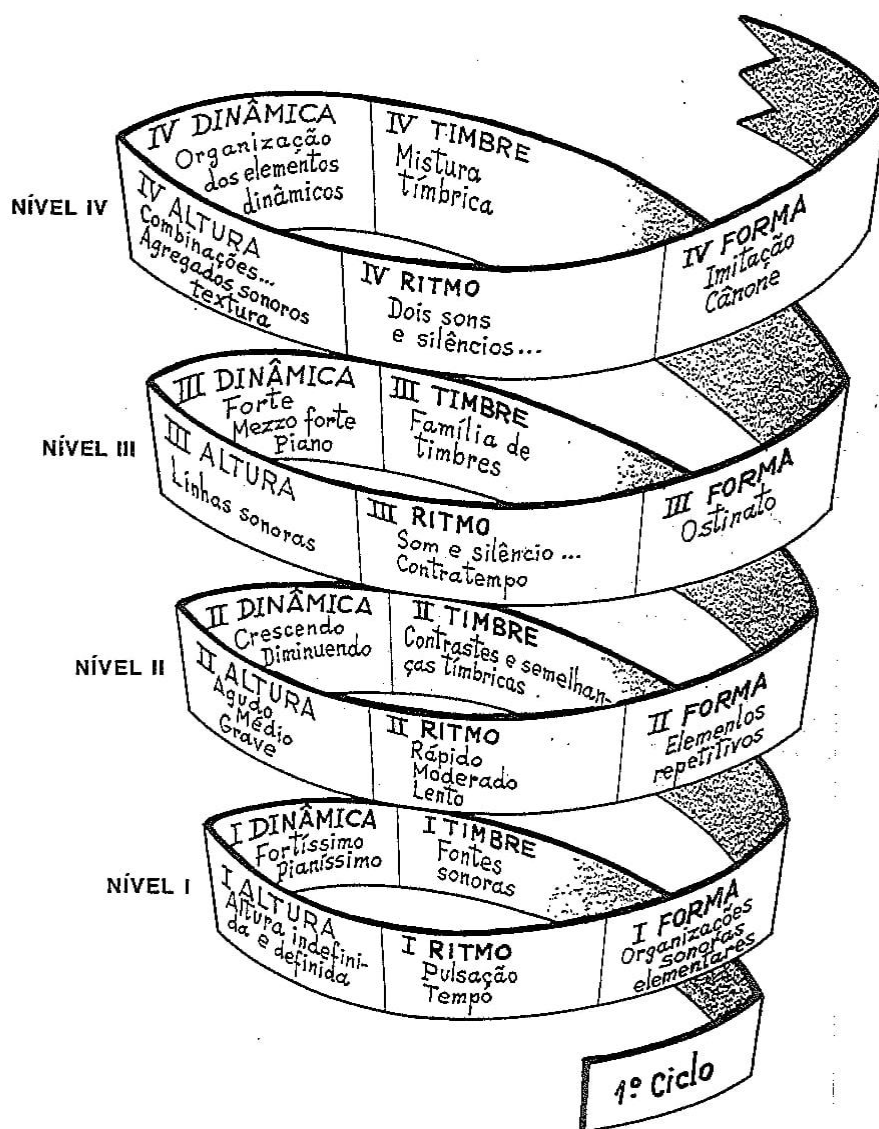 NÍVEL IV
IV DINÂMICA
Organização
dos elementos
dinâmicos
IV TIMBRE
Mistura
tímbrica
IV ALTURA
Combinações...
Agregados sonoros
textura
IV RITMO
Dois sons
e silêncios...
IV FORMA
Imitação
Cânone
NÍVEL III
III DINÂMICA
Forte
Mezzo forte
Piano
III TIMBRE
Família de
timbres
III ALTURA
Linhas sonoras
III RITMO
Som e silêncio...
Contratempo
III FORMA
Ostinato
NÍVEL II
II DINÂMICA
Crescendo
Diminuendo
II TIMBRE
Contrastes e semelhan-
ças tímbricas
II ALTURA
Agudo
Médio
Grave
II RITMO
Rápido
Moderado
Lento
II FORMA
Elementos
repetitivos
NÍVEL I
I DINÂMICA
Fortíssimo
Pianíssimo
I TIMBRE
Fontes
sonoras
I ALTURA
Altura indefini-
da e definida
I RITMO
Pulsação
Tempo
I FORMA
Organizações
sonoras
elementares
1º Ciclo